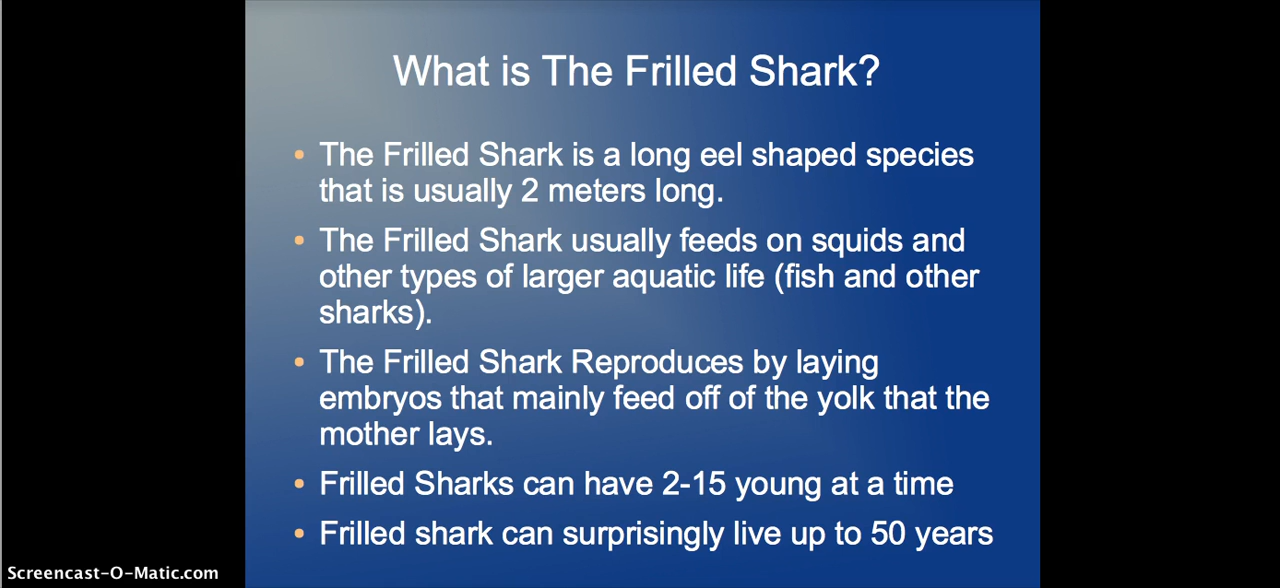 What is The Frilled Shark?
• The Frilled Shark is a long eel shaped species
that is usually 2 meters long.
• The Frilled Shark usually feeds on squids and
other types of larger aquatic life (fish and other
sharks).
• The Frilled Shark Reproduces by laying
embryos that mainly feed off of the yolk that the
mother lays.
• Frilled Sharks can have 2-15 young at a time
• Frilled shark can surprisingly live up to 50 years
Screencast-O-Matic.com